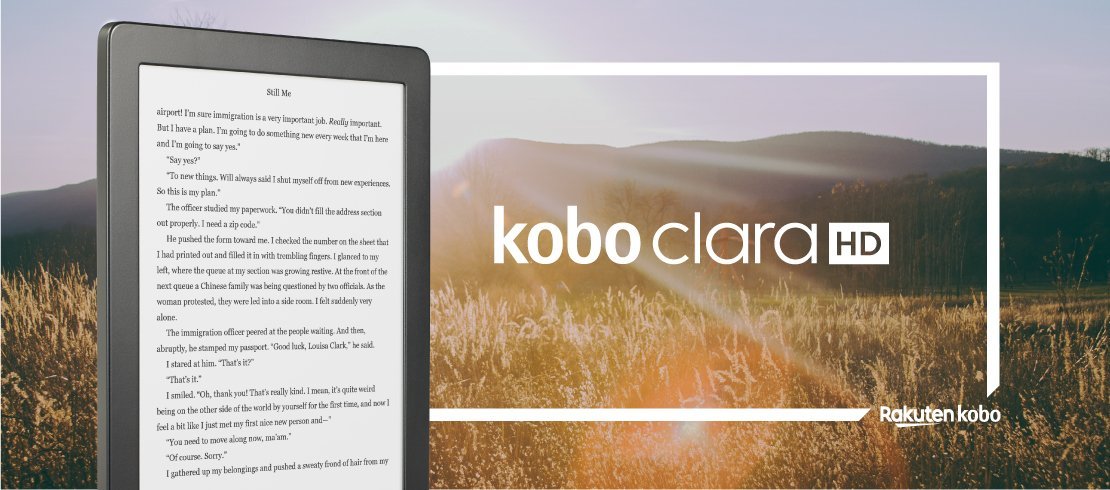 Still Me
airport! I'm sure immigration is a very important job. Really important.
But I have a plan. I'm going to do something new every week that I'm here
and I'm going to say yes."
"Say yes?"
"To new things. Will always said I shut myself off from new experiences.
So this is my plan."
The officer studied my paperwork. "You didn't fill the address section
out properly. I need a zip code."
He pushed the form toward me. I checked the number on the sheet that
I had printed out and filled it in with trembling fingers. I glanced to my
left, where the queue at my section was growing restive. At the front of the
next queue a Chinese family was being questioned by two officials. As the
woman protested, they were led into a side room. I felt suddenly very
alone.
The immigration officer peered at the people waiting. And then,
abruptly, he stamped my passport. "Good luck, Louisa Clark," he said.
I stared at him. "That's it?"
"That's it."
I smiled. "Oh, thank you! That's really kind. I mean, it's quite weird
being on the other side of the world by yourself for the first time, and now I
feel a bit like I just met my first nice new person and—"
"You need to move along now, ma'am."
"Of course. Sorry."
I gathered up my belongings and pushed a sweaty frond of hair from my
kobo clara HD
Rakuten kobo